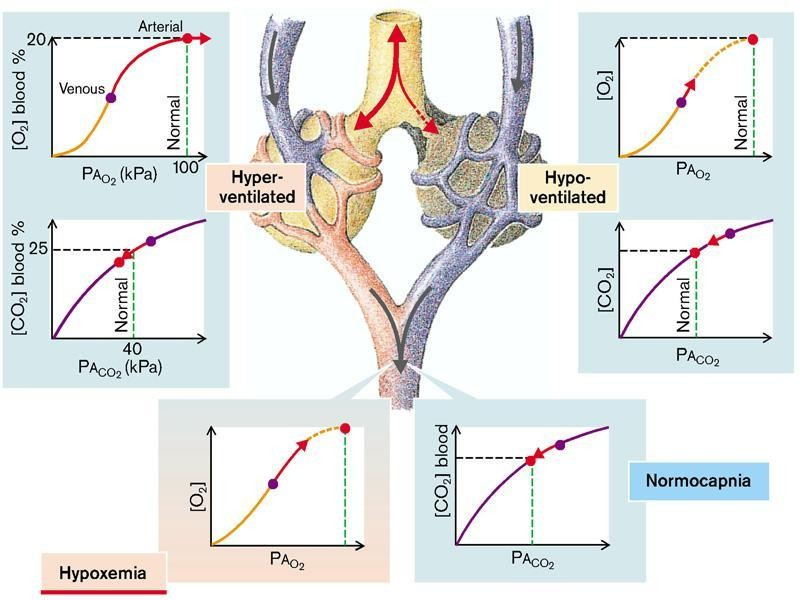 [O2] blood %
20
Arterial
Venous
Normal
PAO2 (kPa)
100
[CO2] blood %
25
Normal
40
PACO2 (kPa)
Hyper-
ventilated
Hypo-
ventilated
[O2]
Normal
PAO2
[CO2]
Normal
PACO2
[O2]
PAO2
Hypoxemia
[CO2] blood
PACO2
Normocapnia